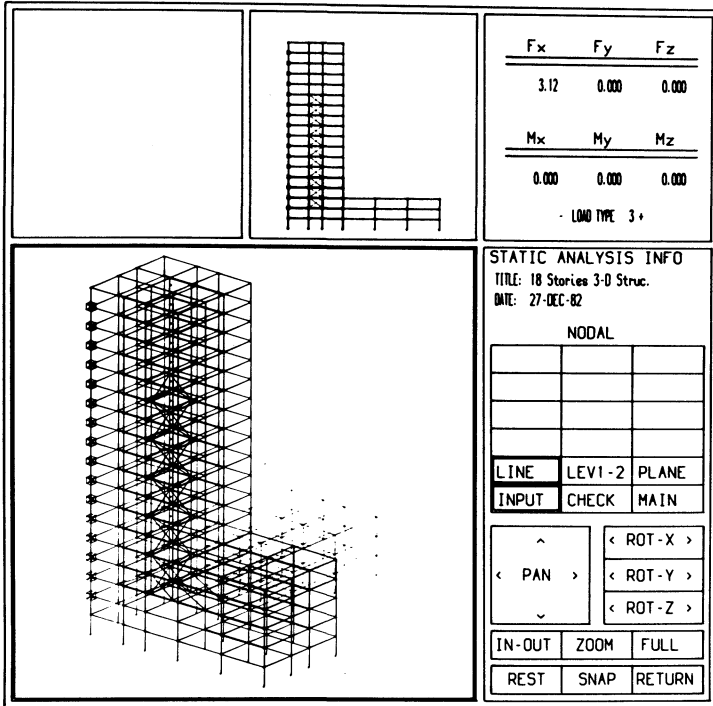 Fx Fy Fz
3.12 0.000 0.000
Mx My Mz
0.000 0.000 0.000
- LOAD TYPE 3 +
STATIC ANALYSIS INFO
TITLE: 18 Stories 3-D Struc.
DATE: 27-DEC-82
NODAL
LINE LEV1-2 PLANE
INPUT CHECK MAIN
^
< PAN >
⌄
< ROT-X >
< ROT-Y >
< ROT-Z >
IN-OUT ZOOM FULL
REST SNAP RETURN